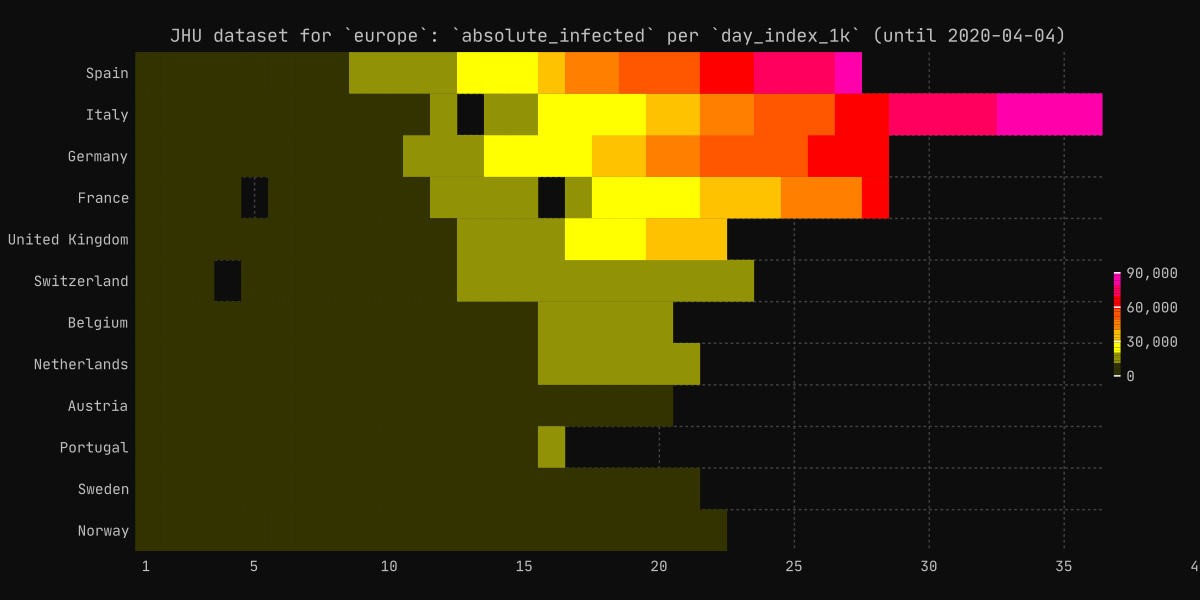 JHU dataset for `europe`: `absolute_infected` per `day_index_1k` (until 2020-04-04)
Spain
Italy
Germany
France
United Kingdom
Switzerland
Belgium
Netherlands
Austria
Portugal
Sweden
Norway
90,000
60,000
30,000
0
1 5 10 15 20 25 30 35 4